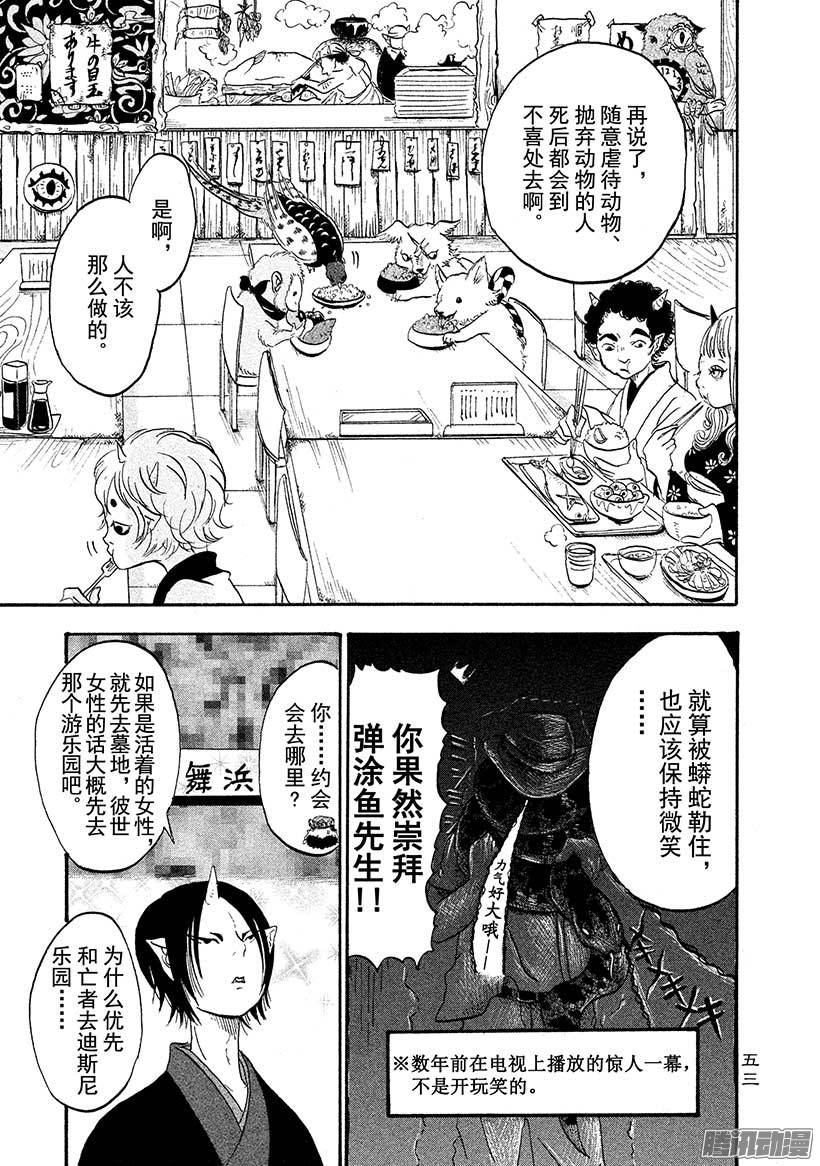 再说了，
随意虐待动物、
抛弃动物的人
死后都会到
不喜处去啊。
牛の目玉
あります
め
是啊，
人不该
那么做的。
就算被蟒蛇勒住，
也应该保持微笑
……
力气好大哦——
你果然崇拜
弹涂鱼先生!!
※数年前在电视上播放的惊人一幕，
不是开玩笑的。
你……约会
会去哪里？
舞浜
如果是活着的女性，
就先去墓地，彼世
女性的话大概先去
那个游乐园吧。
为什么优先
和亡者去迪斯尼
乐园……
五三
腾讯动漫